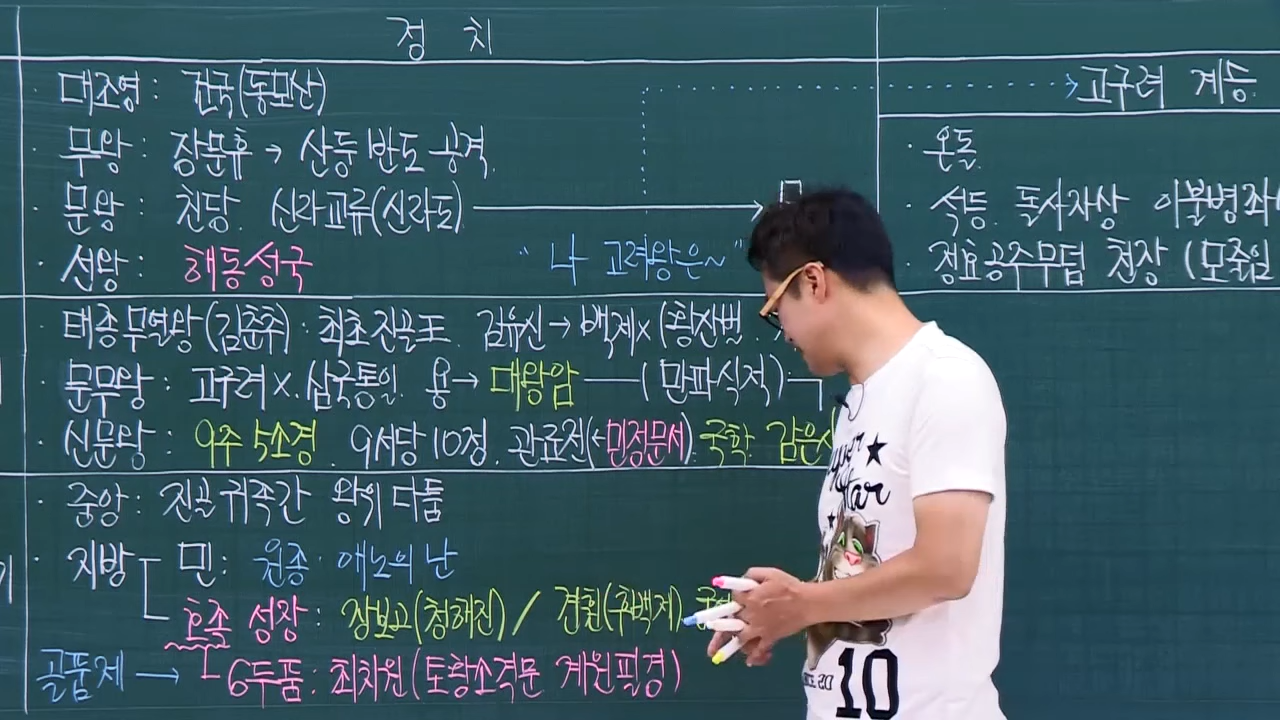 정 치
· 대조영 : 건국(동모산)
고구려 계승
· 무왕 : 장문휴 → 산둥반도 공격
· 온돌
· 문왕 : 친당. 신라교류(신라도)
· 석등 돌사자상 이불병좌
· 선왕 : 해동성국
" 나 고려왕은~ "
· 정효공주무덤 천장 (모줄임
· 태종무열왕(김춘추) : 최초진골王. 김유신→백제×(황산벌
· 문무왕 : 고구려×. 삼국통일. 용→ 대왕암 ―( 만파식적)
· 신문왕 : 9주 5소경. 9서당10정. 관료전(+민정문서) 국학 감은사
· 중앙 : 진골귀족간 왕위 다툼
· 지방 민 : 원종·애노의 난
호족 성장 : 장보고(청해진) / 견훤(후백제)
골품제 → 6두품 : 최치원(토황소격문 계원필경)
10